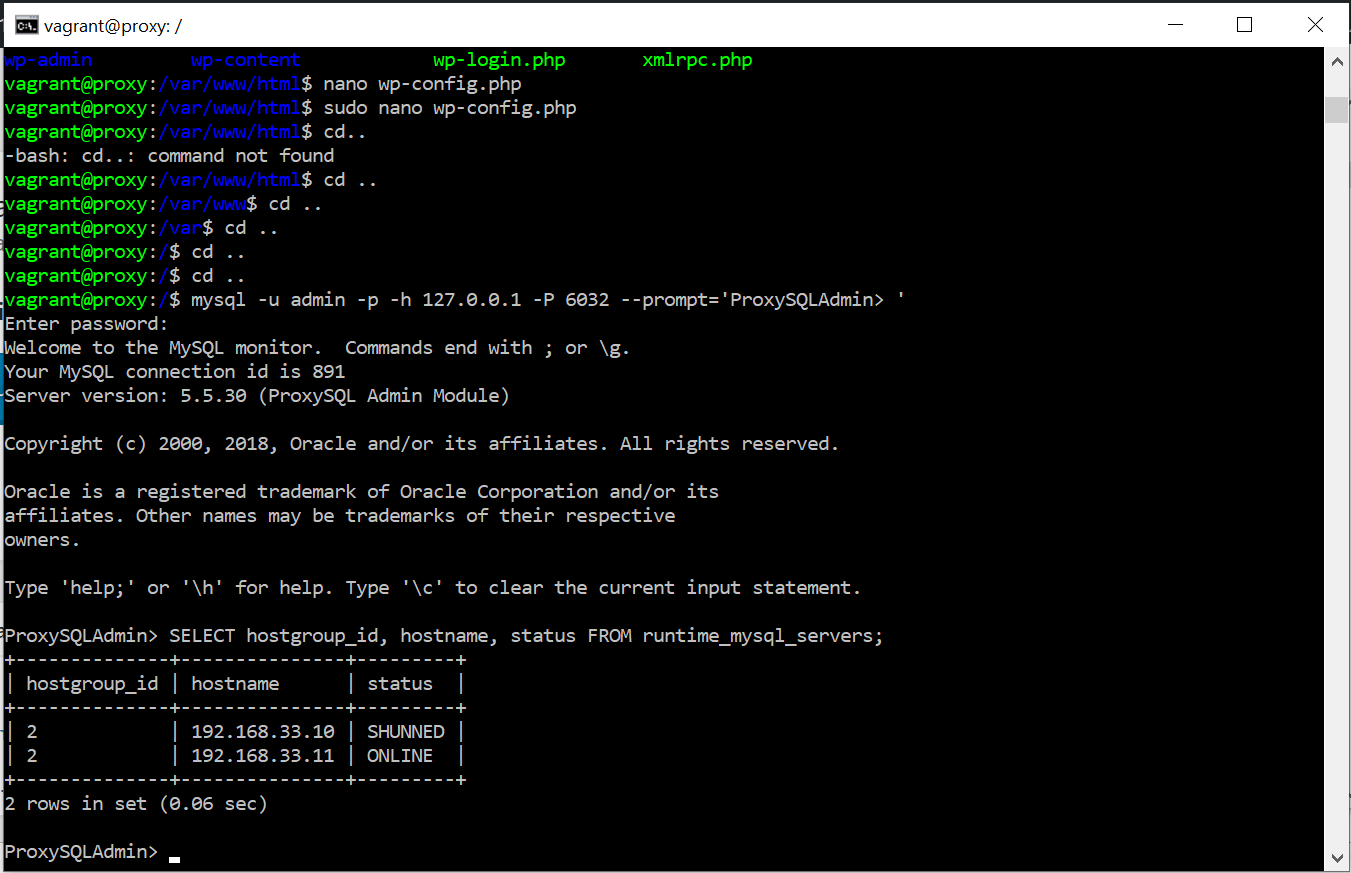 vagrant@proxy: /
wp-admin wp-content wp-login.php xmlrpc.php
vagrant@proxy:/var/www/html$ nano wp-config.php
vagrant@proxy:/var/www/html$ sudo nano wp-config.php
vagrant@proxy:/var/www/html$ cd..
-bash: cd..: command not found
vagrant@proxy:/var/www/html$ cd ..
vagrant@proxy:/var/www$ cd ..
vagrant@proxy:/var$ cd ..
vagrant@proxy:/$ cd ..
vagrant@proxy:/$ cd ..
vagrant@proxy:/$ mysql -u admin -p -h 127.0.0.1 -P 6032 --prompt='ProxySQLAdmin> '
Enter password:
Welcome to the MySQL monitor.  Commands end with ; or \g.
Your MySQL connection id is 891
Server version: 5.5.30 (ProxySQL Admin Module)
Copyright (c) 2000, 2018, Oracle and/or its affiliates. All rights reserved.
Oracle is a registered trademark of Oracle Corporation and/or its
affiliates. Other names may be trademarks of their respective
owners.
Type 'help;' or '\h' for help. Type '\c' to clear the current input statement.
ProxySQLAdmin> SELECT hostgroup_id, hostname, status FROM runtime_mysql_servers;
+--------------+---------------+---------+
| hostgroup_id | hostname      | status  |
+--------------+---------------+---------+
| 2            | 192.168.33.10 | SHUNNED |
| 2            | 192.168.33.11 | ONLINE  |
+--------------+---------------+---------+
2 rows in set (0.06 sec)
ProxySQLAdmin>